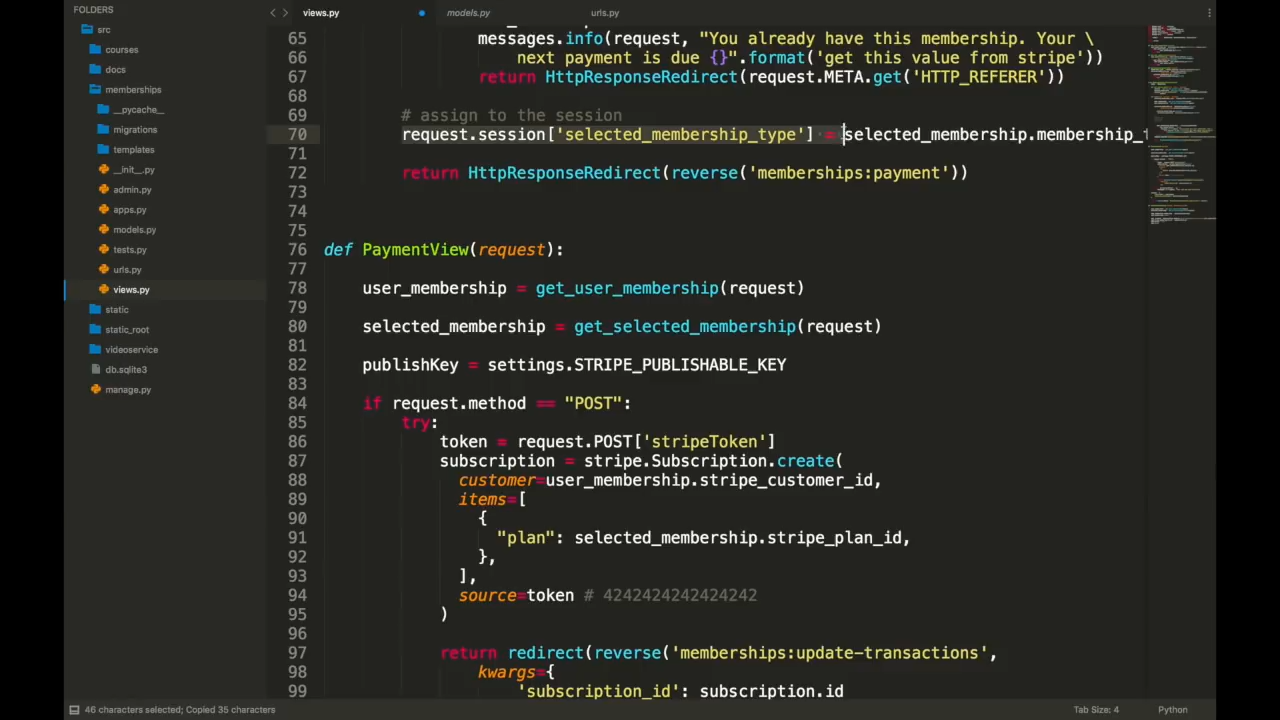 FOLDERS
src
courses
docs
memberships
__pycache__
migrations
templates
__init__.py
admin.py
apps.py
models.py
tests.py
urls.py
views.py
static
static_root
videoservice
db.sqlite3
manage.py
views.py models.py urls.py
65 messages.info(request, "You already have this membership. Your \
66 next payment is due {}".format('get this value from stripe'))
67 return HttpResponseRedirect(request.META.get('HTTP_REFERER'))
68
69 # assign to the session
70 request.session['selected_membership_type'] = selected_membership.membership_
71
72 return HttpResponseRedirect(reverse('memberships:payment'))
73
74
75
76 def PaymentView(request):
77
78 user_membership = get_user_membership(request)
79
80 selected_membership = get_selected_membership(request)
81
82 publishKey = settings.STRIPE_PUBLISHABLE_KEY
83
84 if request.method == "POST":
85 try:
86 token = request.POST['stripeToken']
87 subscription = stripe.Subscription.create(
88 customer=user_membership.stripe_customer_id,
89 items=[
90 {
91 "plan": selected_membership.stripe_plan_id,
92 },
93 ],
94 source=token # 4242424242424242
95 )
96
97 return redirect(reverse('memberships:update-transactions',
98 kwargs={
99 'subscription_id': subscription.id
46 characters selected; Copied 35 characters
Tab Size: 4 Python